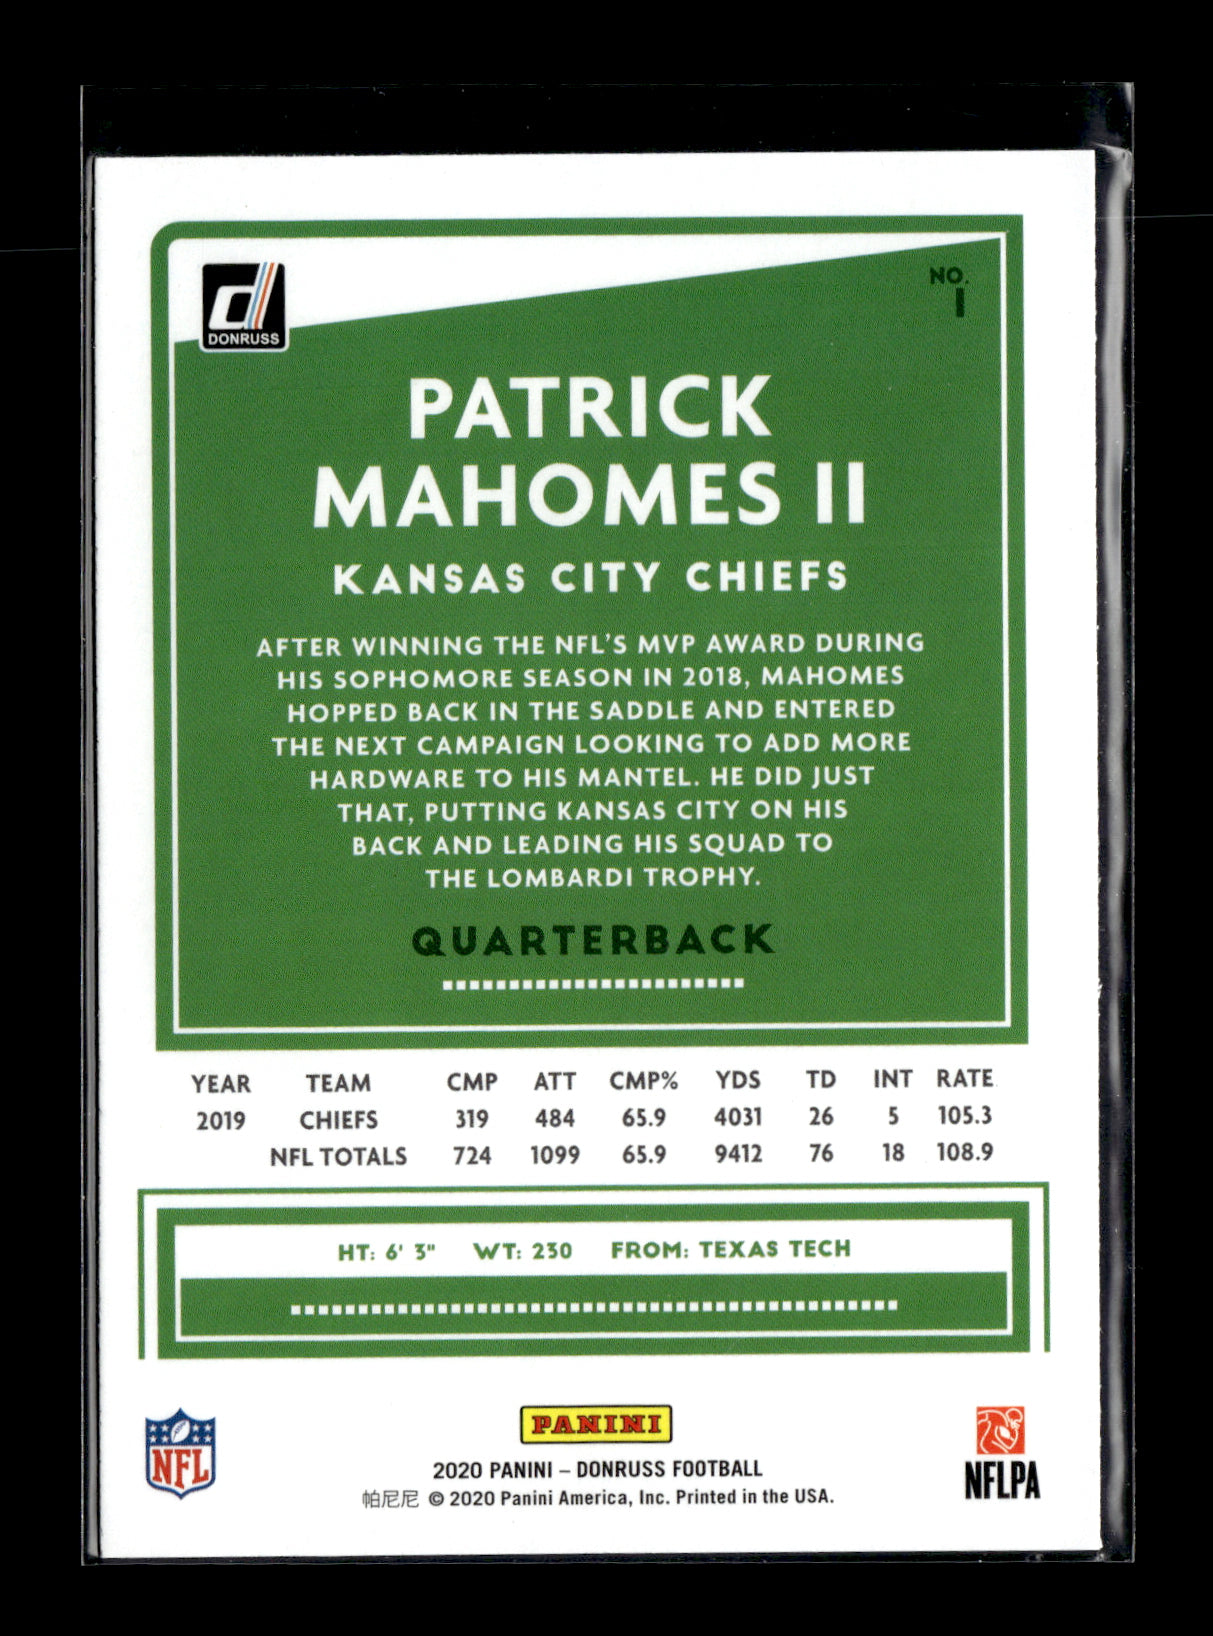 NO.
1
DONRUSS
PATRICK
MAHOMES II
KANSAS CITY CHIEFS
AFTER WINNING THE NFL'S MVP AWARD DURING
HIS SOPHOMORE SEASON IN 2018, MAHOMES
HOPPED BACK IN THE SADDLE AND ENTERED
THE NEXT CAMPAIGN LOOKING TO ADD MORE
HARDWARE TO HIS MANTEL. HE DID JUST
THAT, PUTTING KANSAS CITY ON HIS
BACK AND LEADING HIS SQUAD TO
THE LOMBARDI TROPHY.
QUARTERBACK
YEAR TEAM CMP ATT CMP% YDS TD INT RATE
2019 CHIEFS 319 484 65.9 4031 26 5 105.3
NFL TOTALS 724 1099 65.9 9412 76 18 108.9
HT: 6' 3" WT: 230 FROM: TEXAS TECH
NFL
PANINI
NFLPA
2020 PANINI – DONRUSS FOOTBALL
帕尼尼 © 2020 Panini America, Inc. Printed in the USA.